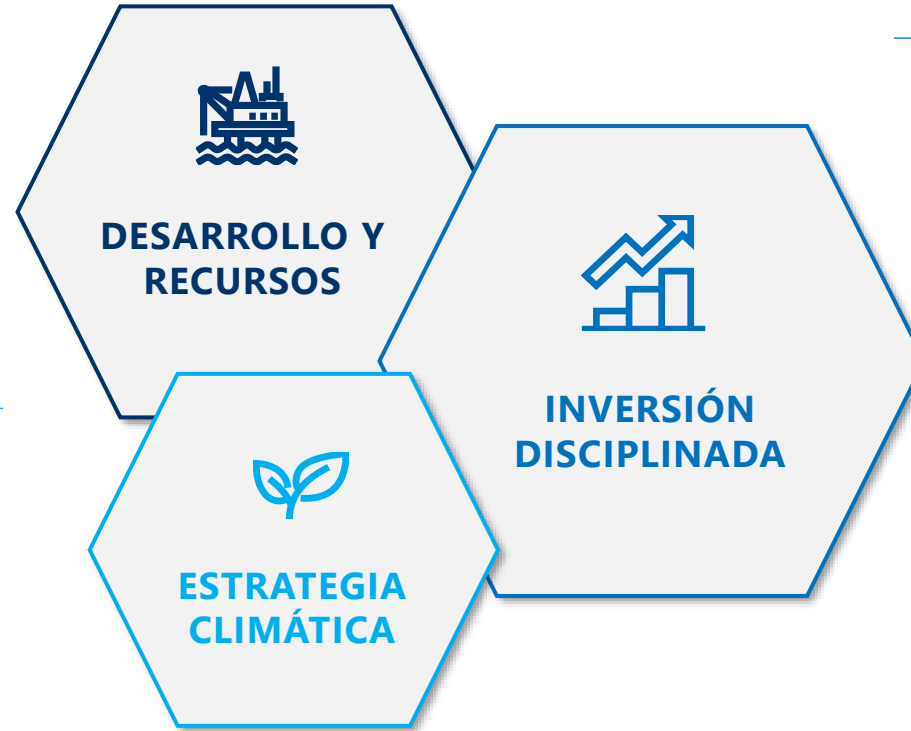 DESARROLLO Y
RECURSOS
INVERSIÓN
DISCIPLINADA
ESTRATEGIA
CLIMÁTICA